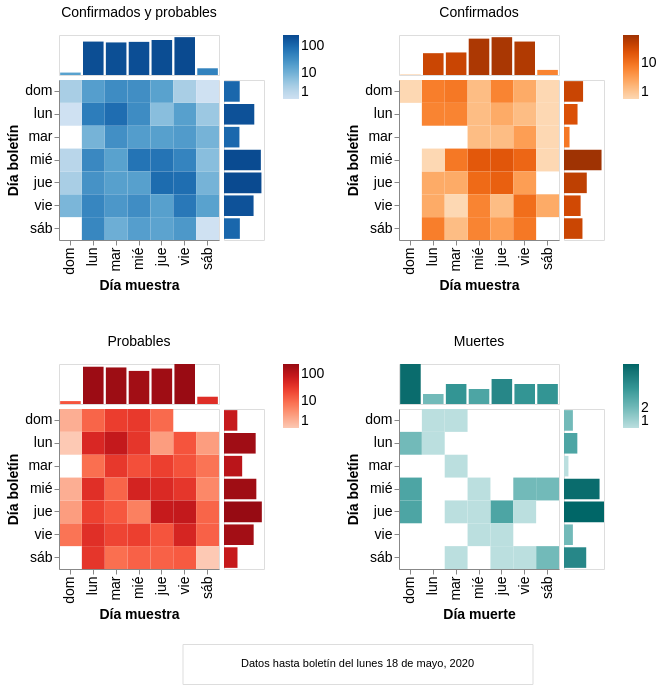 Confirmados y probables
100
10
1
dom
lun
mar
mié
jue
vie
sáb
Día boletín
dom
lun
mar
mié
jue
vie
sáb
Día muestra
Confirmados
10
1
dom
lun
mar
mié
jue
vie
sáb
Día boletín
dom
lun
mar
mié
jue
vie
sáb
Día muestra
Probables
100
10
1
dom
lun
mar
mié
jue
vie
sáb
Día boletín
dom
lun
mar
mié
jue
vie
sáb
Día muestra
Muertes
2
1
dom
lun
mar
mié
jue
vie
sáb
Día boletín
dom
lun
mar
mié
jue
vie
sáb
Día muerte
Datos hasta boletín del lunes 18 de mayo, 2020